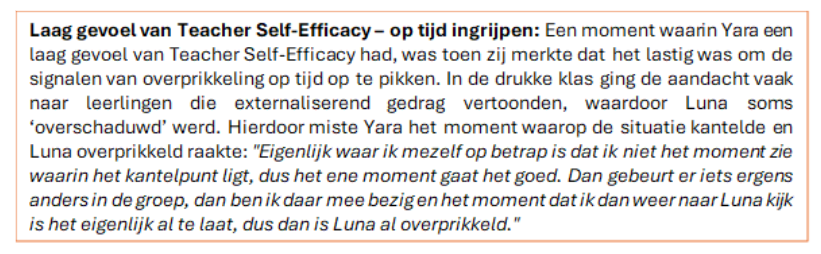 Laag gevoel van Teacher Self-Efficacy – op tijd ingrijpen: Een moment waarin Yara een
laag gevoel van Teacher Self-Efficacy had, was toen zij merkte dat het lastig was om de
signalen van overprikkeling op tijd op te pikken. In de drukke klas ging de aandacht vaak
naar leerlingen die externaliserend gedrag vertoonden, waardoor Luna soms
‘overschaduwd’ werd. Hierdoor miste Yara het moment waarop de situatie kantelde en
Luna overprikkeld raakte: "Eigenlijk waar ik mezelf op betrap is dat ik niet het moment zie
waarin het kantelpunt ligt, dus het ene moment gaat het goed. Dan gebeurt er iets ergens
anders in de groep, dan ben ik daar mee bezig en het moment dat ik dan weer naar Luna kijk
is het eigenlijk al te laat, dus dan is Luna al overprikkeld."